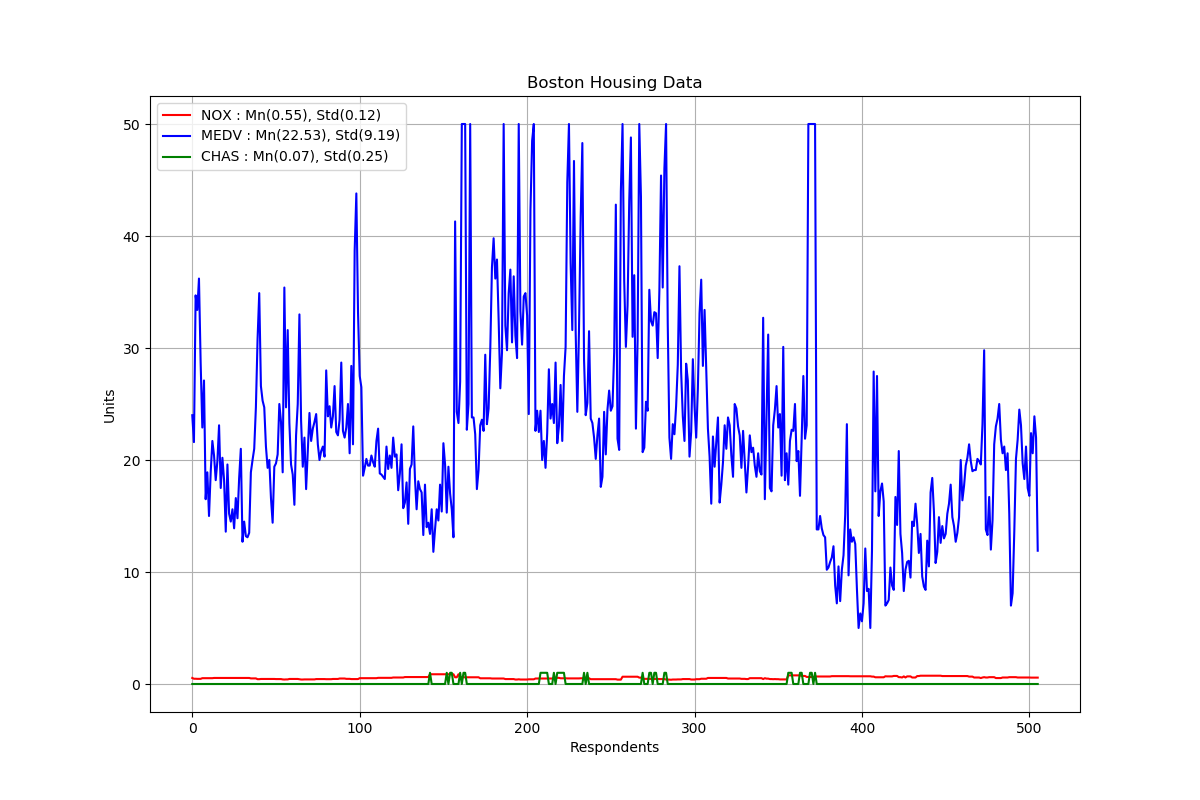 Boston Housing Data
NOX : Mn(0.55), Std(0.12)
MEDV : Mn(22.53), Std(9.19)
CHAS : Mn(0.07), Std(0.25)
50
40
30
20
10
0
Units
0 100 200 300 400 500
Respondents